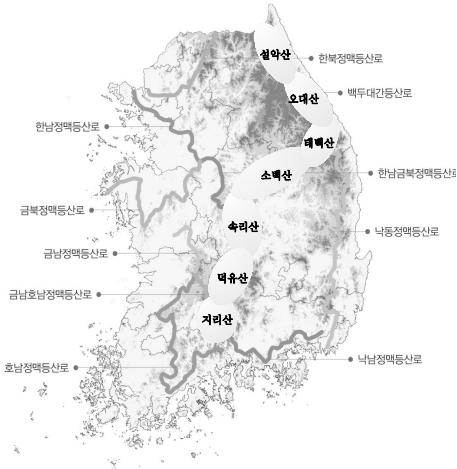 설악산
한북정맥등산로
오대산
백두대간등산로
한남정맥등산로
태백산
소백산
한남금북정맥등산로
금북정맥등산로
속리산
낙동정맥등산로
금남정맥등산로
덕유산
금남호남정맥등산로
지리산
호남정맥등산로
낙남정맥등산로